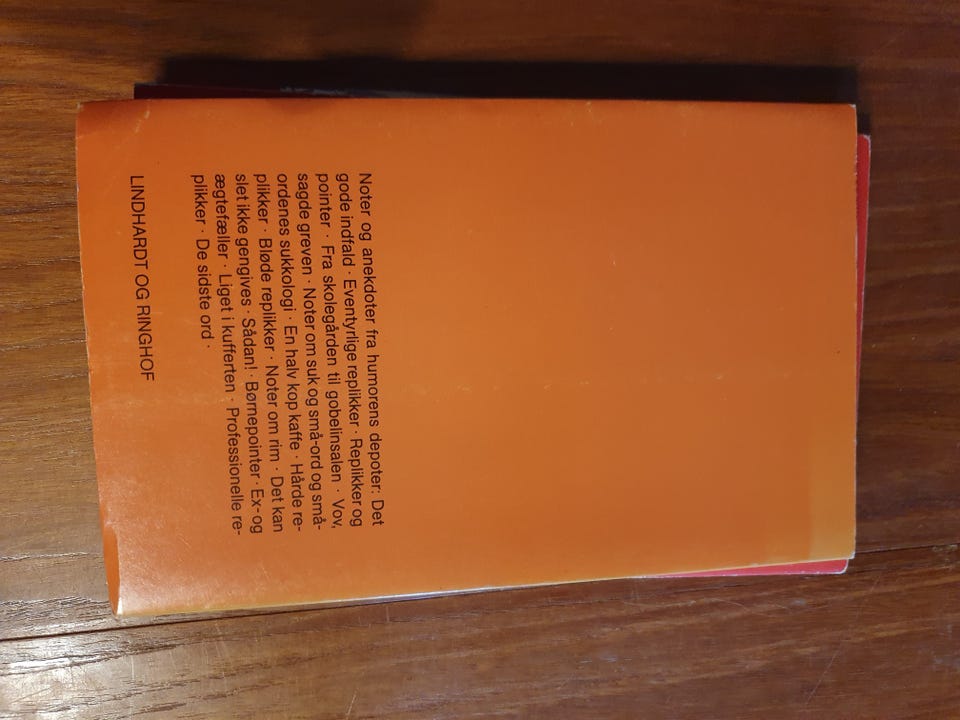 Noter og anekdoter fra humorens depoter: Det
gode indfald · Eventyrlige replikker · Replikker og
pointer · Fra skolegården til gobelinsalen · Vov,
sagde greven · Noter om suk og små-ord og små-
ordenes sukkologi · En halv kop kaffe · Hårde re-
plikker · Bløde replikker · Noter om rim · Det kan
slet ikke gengives · Sådan! · Børnepointer · Ex- og
ægtefæller · Liget i kufferten · Professionelle re-
plikker · De sidste ord ·
LINDHARDT OG RINGHOF